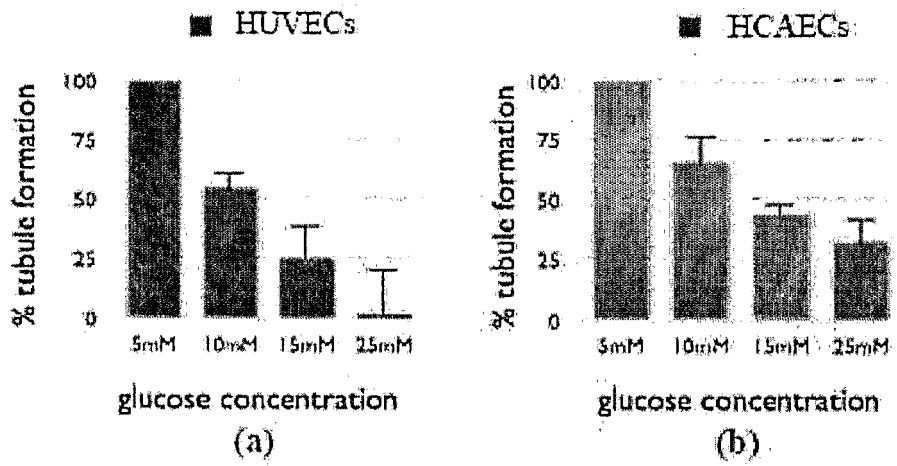 HUVECs
100
75
50
25
0
% tubule formation
5mM 10mM 15mM 25mM
glucose concentration
(a)
HCAECs
100
75
50
25
0
% tubule formation
5mM 10mM 15mM 25mM
glucose concentration
(b)